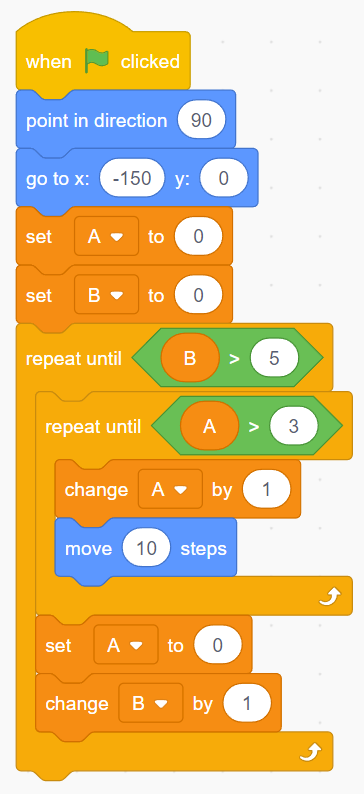 when clicked
point in direction 90
go to x: -150 y: 0
set A to 0
set B to 0
repeat until B > 5
repeat until A > 3
change A by 1
move 10 steps
set A to 0
change B by 1